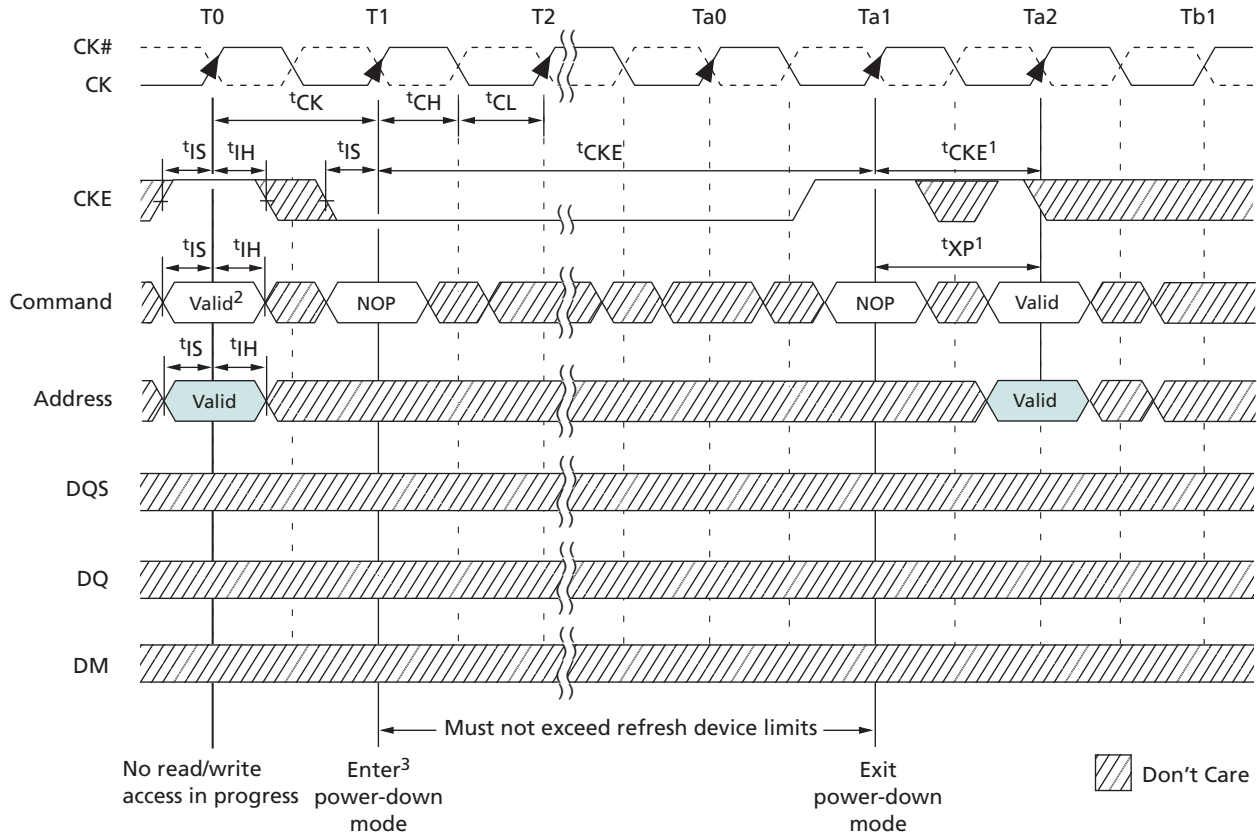 T0 T1 T2 Ta0 Ta1 Ta2 Tb1
CK#
CK
tCK tCH tCL
tIS tIH tIS tCKE tCKE1
CKE
tIS tIH tXP1
Command Valid2 NOP NOP Valid
tIS tIH
Address Valid Valid
DQS
DQ
DM
Must not exceed refresh device limits
No read/write
access in progress
Enter3
power-down
mode
Exit
power-down
mode
Don't Care